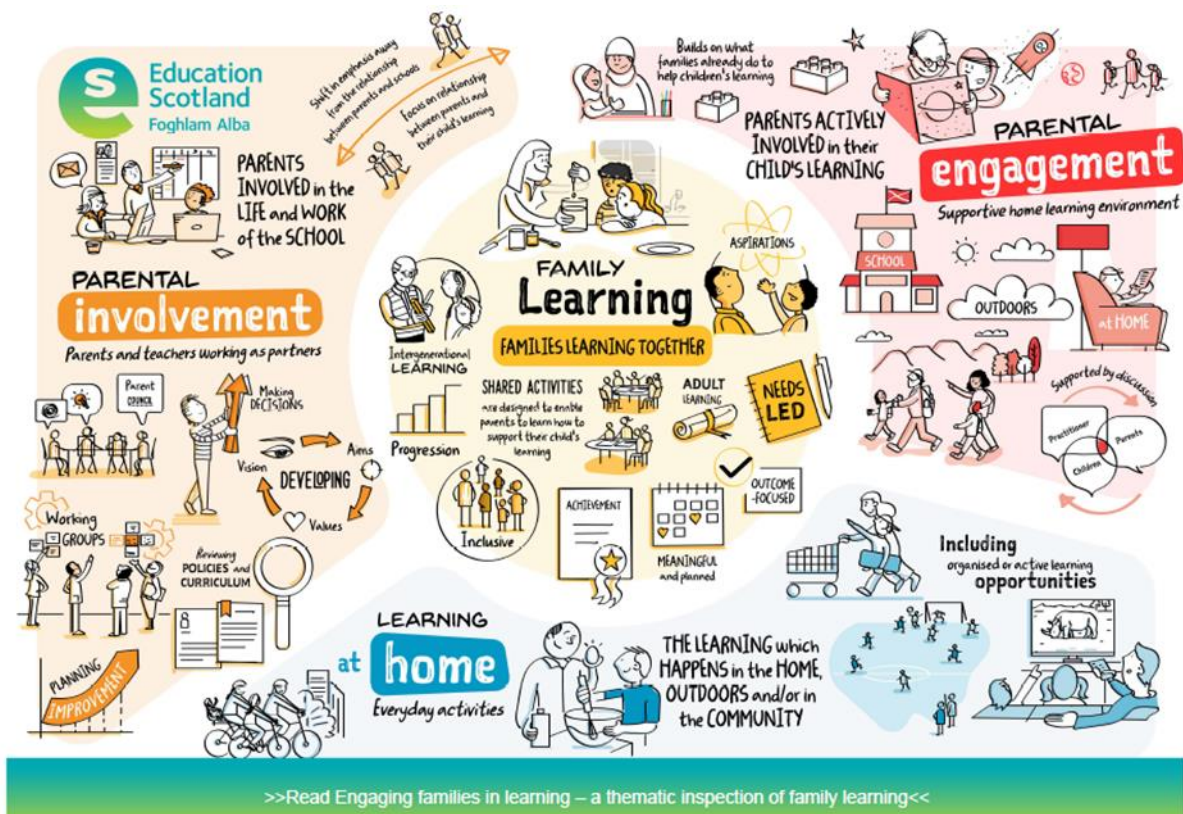 Education
Scotland
Foghlam Alba
Shift in emphasis away
from the relationship
between parents and schools
Focus on relationship
between parents and
their child's learning
PARENTS
INVOLVED in the
LIFE and WORK
of the SCHOOL
PARENTAL
involvement
Parents and teachers working as partners
Parent
COUNCIL
Making
DECISIONS
Vision
Aims
DEVELOPING
Values
Working
GROUPS
Reviewing
POLICIES and
CURRICULUM
PLANNING
IMPROVEMENT
FAMILY
Learning
FAMILIES LEARNING TOGETHER
ASPIRATIONS
Intergenerational
LEARNING
SHARED ACTIVITIES
are designed to enable
parents to learn how to
support their child's
learning
ADULT
LEARNING
NEEDS
LED
Progression
Inclusive
ACHIEVEMENT
MEANINGFUL
and planned
OUTCOME
-FOCUSED
Builds on what
families already do to
help children's learning
PARENTS ACTIVELY
INVOLVED in their
CHILD'S LEARNING
PARENTAL
engagement
Supportive home learning environment
SCHOOL
OUTDOORS
at HOME
Supported by discussion
Practitioner
Parents
Children
LEARNING
at home
Everyday activities
THE LEARNING which
HAPPENS in the HOME,
OUTDOORS and/or in
the COMMUNITY
Including
organised or active learning
opportunities
>>Read Engaging families in learning – a thematic inspection of family learning<<